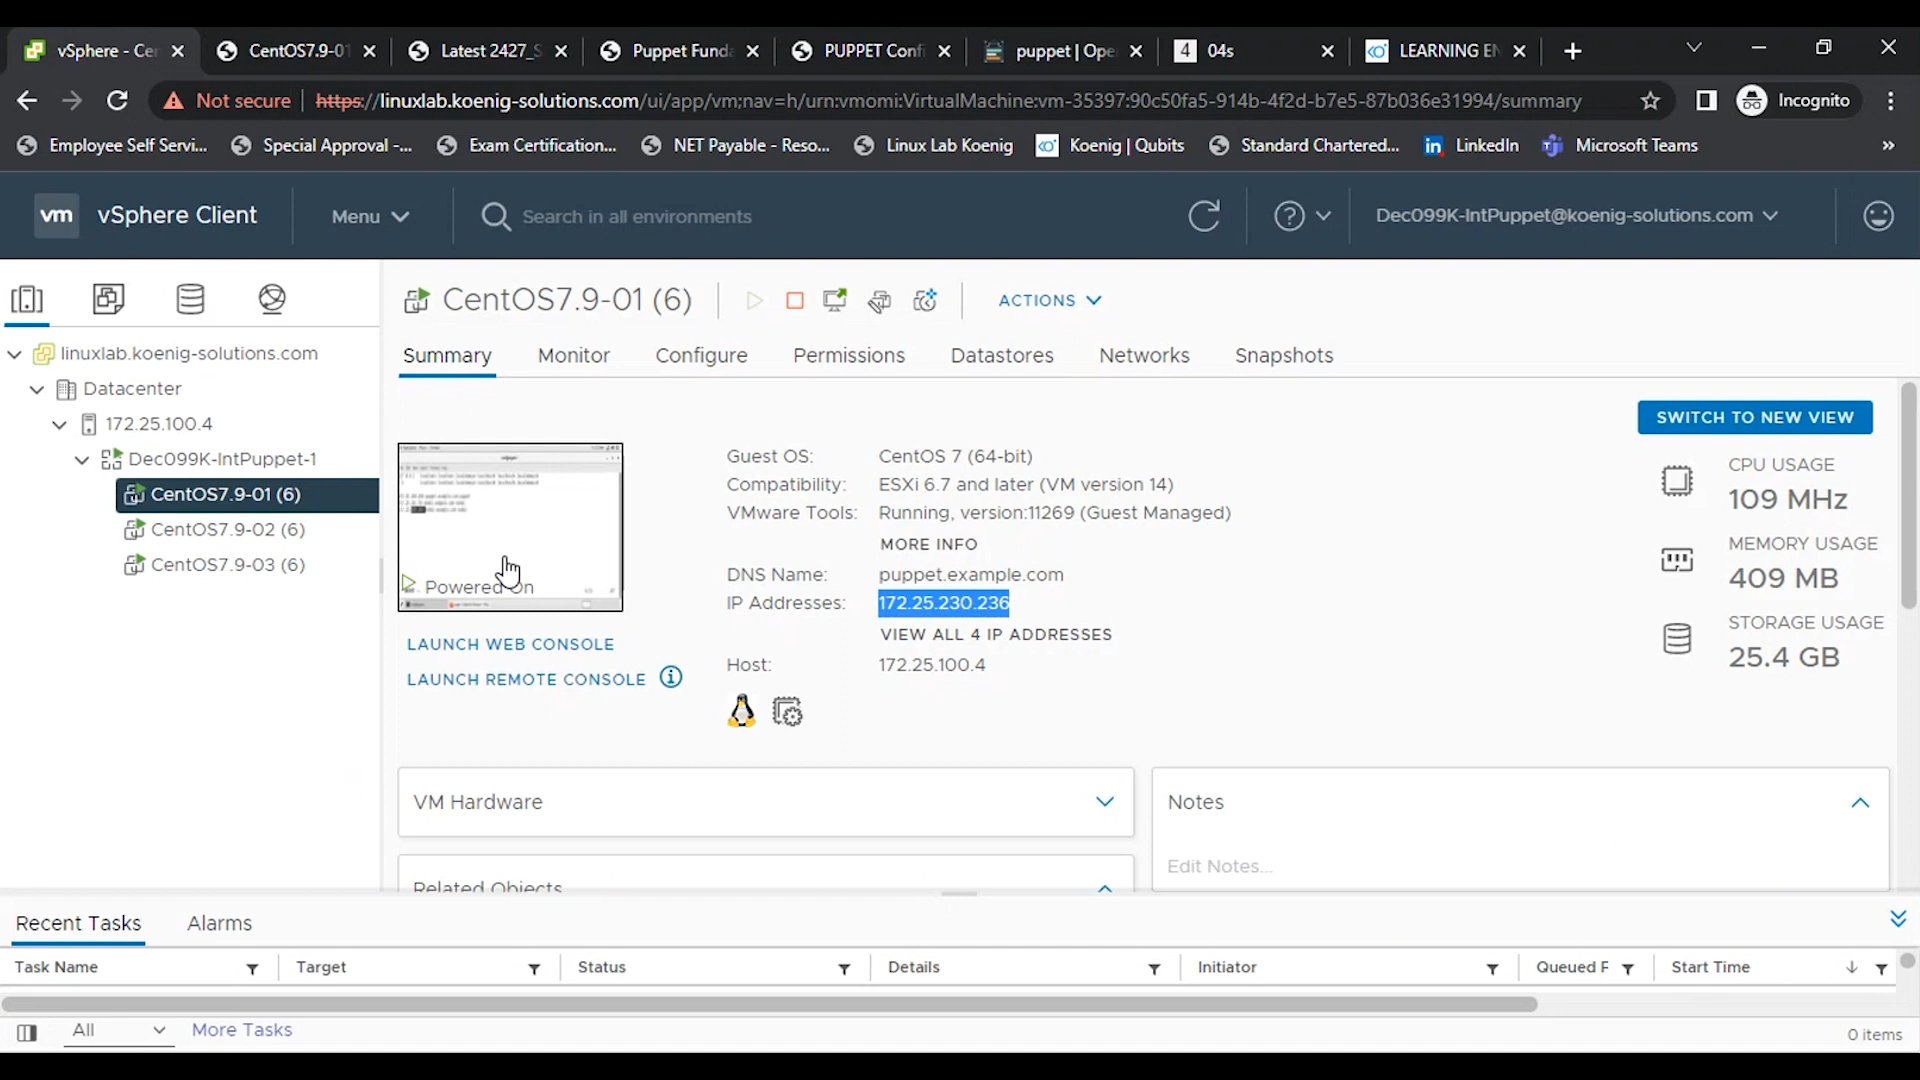 vSphere - Cen
CentOS7.9-01
Latest 2427_S
Puppet Funda
PUPPET Confi
puppet | Ope
4 04s
LEARNING EN
Not secure
https://linuxlab.koenig-solutions.com/ui/app/vm;nav=h/urn:vmomi:VirtualMachine:vm-35397:90c50fa5-914b-4f2d-b7e5-87b036e31994/summary
Incognito
Employee Self Servi...
Special Approval -...
Exam Certification...
NET Payable - Reso...
Linux Lab Koenig
Koenig | Qubits
Standard Chartered...
LinkedIn
Microsoft Teams
vm vSphere Client
Menu
Search in all environments
Dec099K-IntPuppet@koenig-solutions.com
linuxlab.koenig-solutions.com
Datacenter
172.25.100.4
Dec099K-IntPuppet-1
CentOS7.9-01 (6)
CentOS7.9-02 (6)
CentOS7.9-03 (6)
CentOS7.9-01 (6)
ACTIONS
Summary
Monitor
Configure
Permissions
Datastores
Networks
Snapshots
SWITCH TO NEW VIEW
Powered On
LAUNCH WEB CONSOLE
LAUNCH REMOTE CONSOLE
Guest OS: CentOS 7 (64-bit)
Compatibility: ESXi 6.7 and later (VM version 14)
VMware Tools: Running, version:11269 (Guest Managed)
MORE INFO
DNS Name: puppet.example.com
IP Addresses: 172.25.230.236
VIEW ALL 4 IP ADDRESSES
Host: 172.25.100.4
CPU USAGE
109 MHz
MEMORY USAGE
409 MB
STORAGE USAGE
25.4 GB
VM Hardware
Related Objects
Notes
Edit Notes...
Recent Tasks
Alarms
Task Name
Target
Status
Details
Initiator
Queued F
Start Time
All
More Tasks
0 items